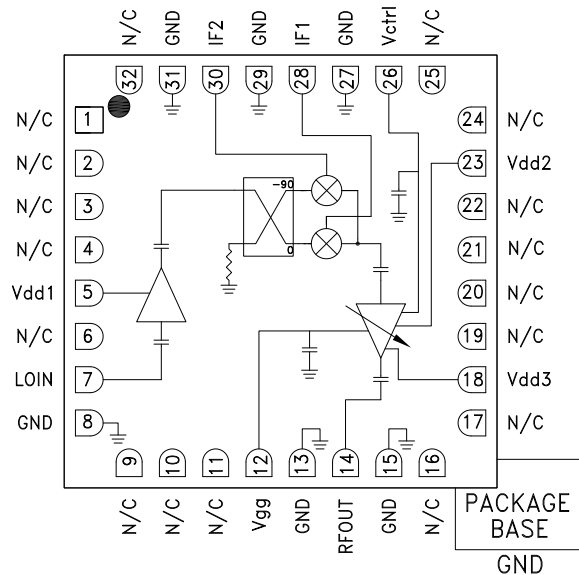 N/C GND IF2 GND IF1 GND Vctrl N/C
32 31 30 29 28 27 26 25
N/C 1 24 N/C
N/C 2 -90 23 Vdd2
N/C 3 22 N/C
N/C 4 0 21 N/C
Vdd1 5 20 N/C
N/C 6 19 N/C
LOIN 7 18 Vdd3
GND 8 17 N/C
9 10 11 12 13 14 15 16
N/C N/C N/C Vgg GND RFOUT GND N/C
PACKAGE
BASE
GND